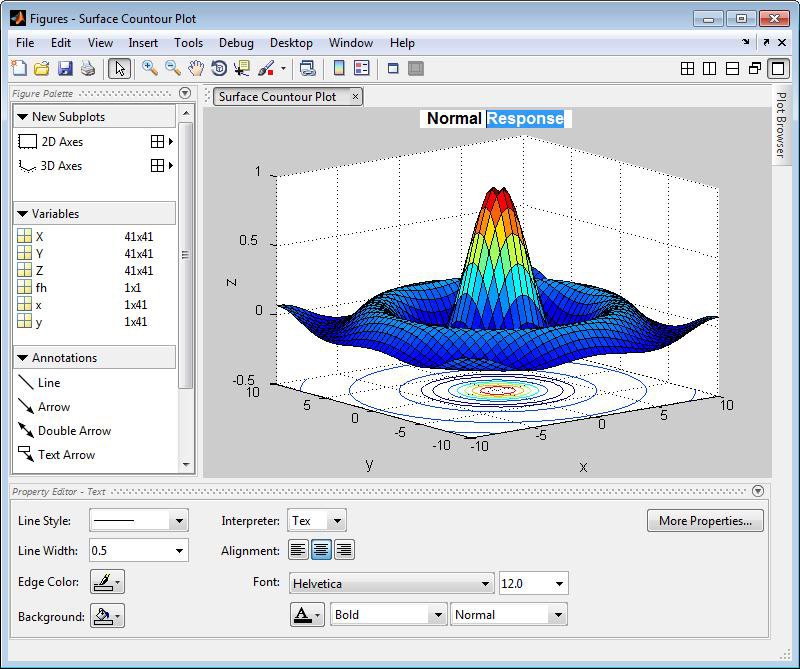 Figures - Surface Countour Plot
File Edit View Insert Tools Debug Desktop Window Help
Figure Palette
New Subplots
2D Axes
3D Axes
Variables
X 41x41
Y 41x41
Z 41x41
fh 1x1
x 1x41
y 1x41
Annotations
Line
Arrow
Double Arrow
Text Arrow
Surface Countour Plot
Plot Browser
Normal Response
1
0.5
0
-0.5
z
10
5
0
-5
-10
y
-10
-5
0
5
10
x
Property Editor - Text
Line Style: Interpreter: Tex More Properties...
Line Width: 0.5 Alignment:
Edge Color: Font: Helvetica 12.0
Background: A Bold Normal